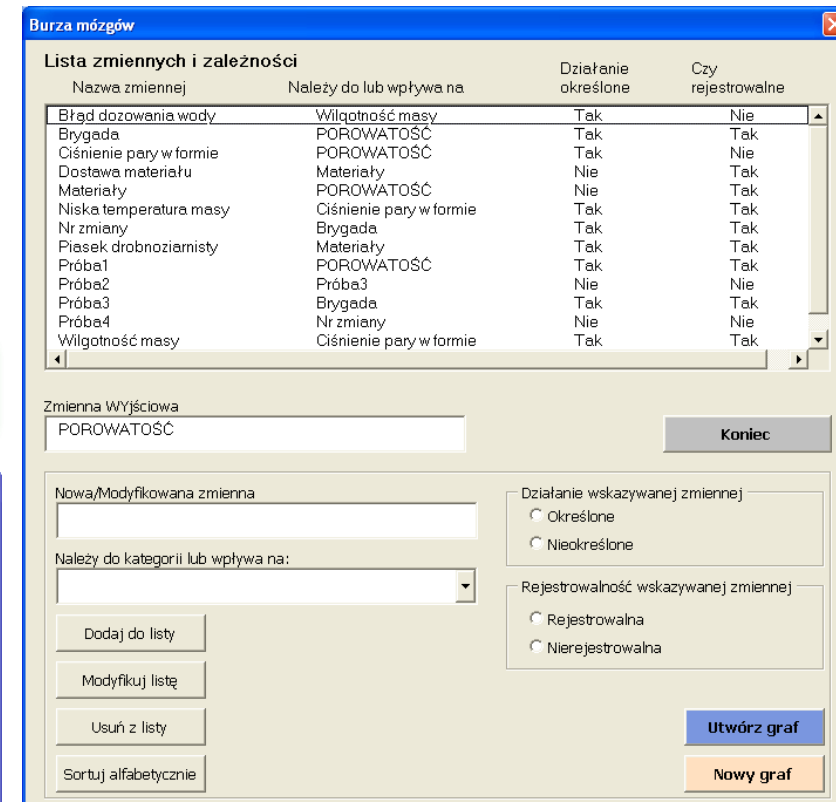 Burza mózgów
Lista zmiennych i zależności
Nazwa zmiennej Należy do lub wpływa na Działanie określone Czy rejestrowalne
Błąd dozowania wody Wilgotność masy Tak Nie
Brygada POROWATOŚĆ Tak Tak
Ciśnienie pary w formie POROWATOŚĆ Tak Nie
Dostawa materiału Materiały Nie Tak
Materiały POROWATOŚĆ Nie Tak
Niska temperatura masy Ciśnienie pary w formie Tak Tak
Nr zmiany Brygada Tak Tak
Piasek drobnoziarnisty Materiały Tak Tak
Próba1 POROWATOŚĆ Tak Tak
Próba2 Próba3 Nie Nie
Próba3 Brygada Tak Tak
Próba4 Nr zmiany Nie Nie
Wilgotność masy Ciśnienie pary w formie Tak Tak
Zmienna WYjściowa
POROWATOŚĆ
Koniec
Nowa/Modyfikowana zmienna
Należy do kategorii lub wpływa na:
Działanie wskazywanej zmiennej
Określone
Nieokreślone
Rejestrowalność wskazywanej zmiennej
Rejestrowalna
Nierejestrowalna
Dodaj do listy
Modyfikuj listę
Usuń z listy
Sortuj alfabetycznie
Utwórz graf
Nowy graf